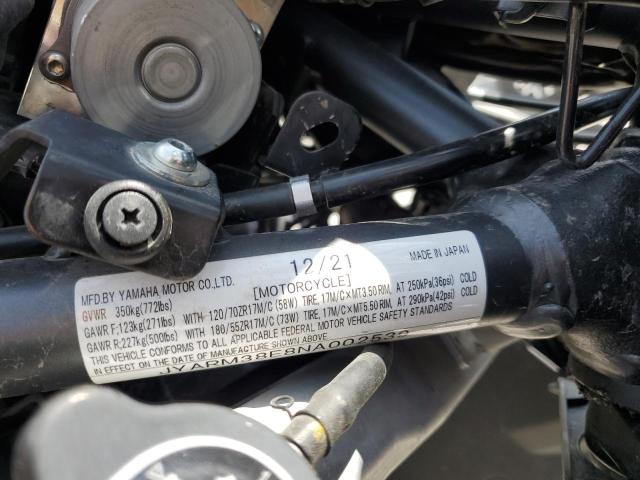 MFD.BY YAMAHA MOTOR CO.,LTD. 12/21 MADE IN JAPAN
GVWR 350kg(772lbs) [MOTORCYCLE]
GAWR F:123kg(271lbs) WITH 120/70ZR17M/C (58W) TIRE, 17M/C×MT3.50 RIM, AT 250kPa(36psi) COLD
GAWR R:227kg(500lbs) WITH 180/55ZR17M/C (73W) TIRE, 17M/C×MT5.50 RIM, AT 290kPa(42psi) COLD
THIS VEHICLE CONFORMS TO ALL APPLICABLE FEDERAL MOTOR VEHICLE SAFETY STANDARDS
IN EFFECT ON THE DATE OF MANUFACTURE SHOWN ABOVE
JYARM38E8NA00253